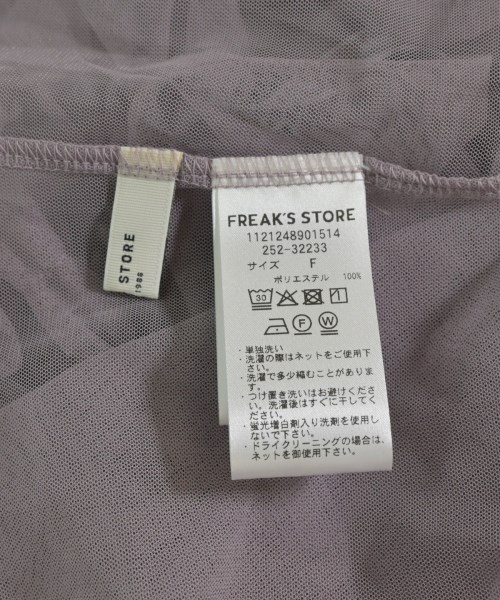 STORE
1988
FREAK'S STORE
1121248901514
252-32233
サイズ F
ポリエステル 100%
30
F W
・単独洗い
・洗濯の際はネットをご使用下
さい。
・洗濯で多少縮むことがありま
す。
・つけ置き洗いはお避けくださ
い。洗濯後はすぐに干してく
ださい。
・蛍光増白剤入り洗剤を使用し
ないで下さい。
・ドライクリーニングの場合は、
ネットを御使用下さい。